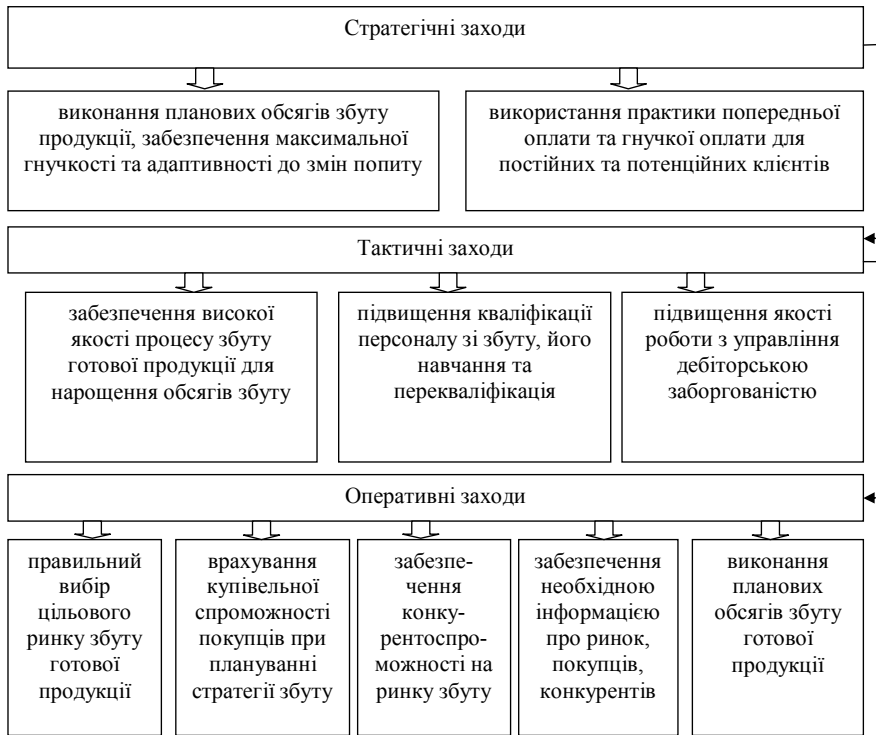 Стратегічні заходи
виконання планових обсягів збуту
продукції, забезпечення максимальної
гнучкості та адаптивності до змін попиту
використання практики попередньої
оплати та гнучкої оплати для
постійних та потенційних клієнтів
Тактичні заходи
забезпечення високої
якості процесу збуту
готової продукції для
нарощення обсягів збуту
підвищення кваліфікації
персоналу зі збуту, його
навчання та
перекваліфікація
підвищення якості
роботи з управління
дебіторською
заборгованістю
Оперативні заходи
правильний
вибір
цільового
ринку збуту
готової
продукції
врахування
купівельної
спроможності
покупців при
плануванні
стратегії збуту
забезпе-
чення
конку-
рентоспро-
можності на
ринку збуту
забезпечення
необхідною
інформацією
про ринок,
покупців,
конкурентів
виконання
планових
обсягів збуту
готової
продукції